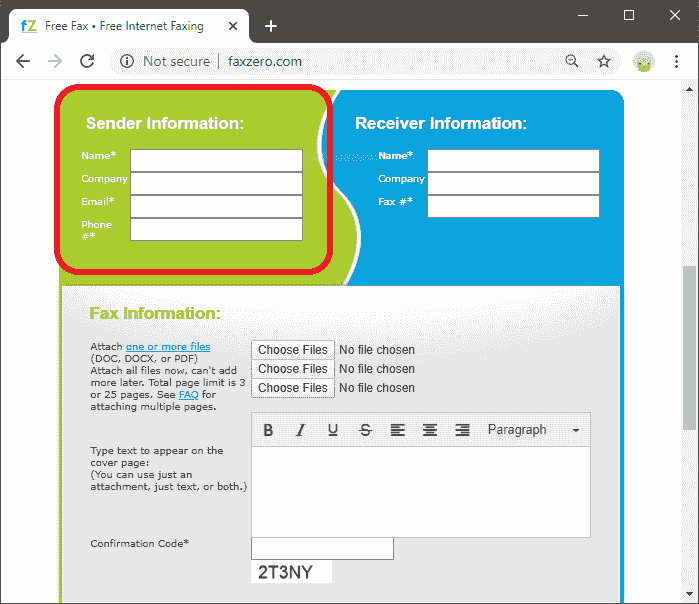 fZ Free Fax • Free Internet Faxing
Not secure faxzero.com
Sender Information:
Name*
Company
Email*
Phone
#*
Receiver Information:
Name*
Company
Fax #*
Fax Information:
Attach one or more files
(DOC, DOCX, or PDF)
Attach all files now, can't add
more later. Total page limit is 3
or 25 pages. See FAQ for
attaching multiple pages.
Choose Files No file chosen
Choose Files No file chosen
Choose Files No file chosen
B I U S Paragraph
Type text to appear on the
cover page:
(You can use just an
attachment, just text, or both.)
Confirmation Code*
2T3NY